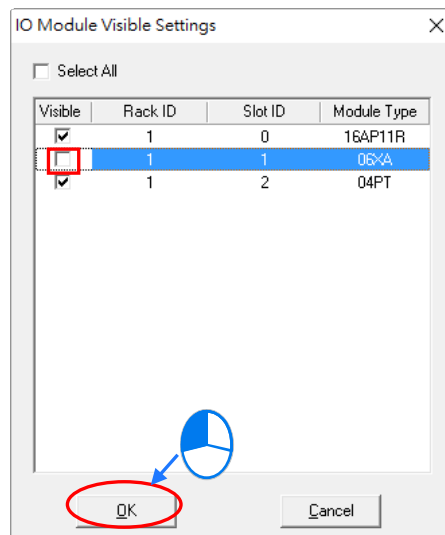 IO Module Visible Settings
Select All
Visible Rack ID Slot ID Module Type
1 0 16AP11R
1 1 06XA
1 2 04PT
OK Cancel